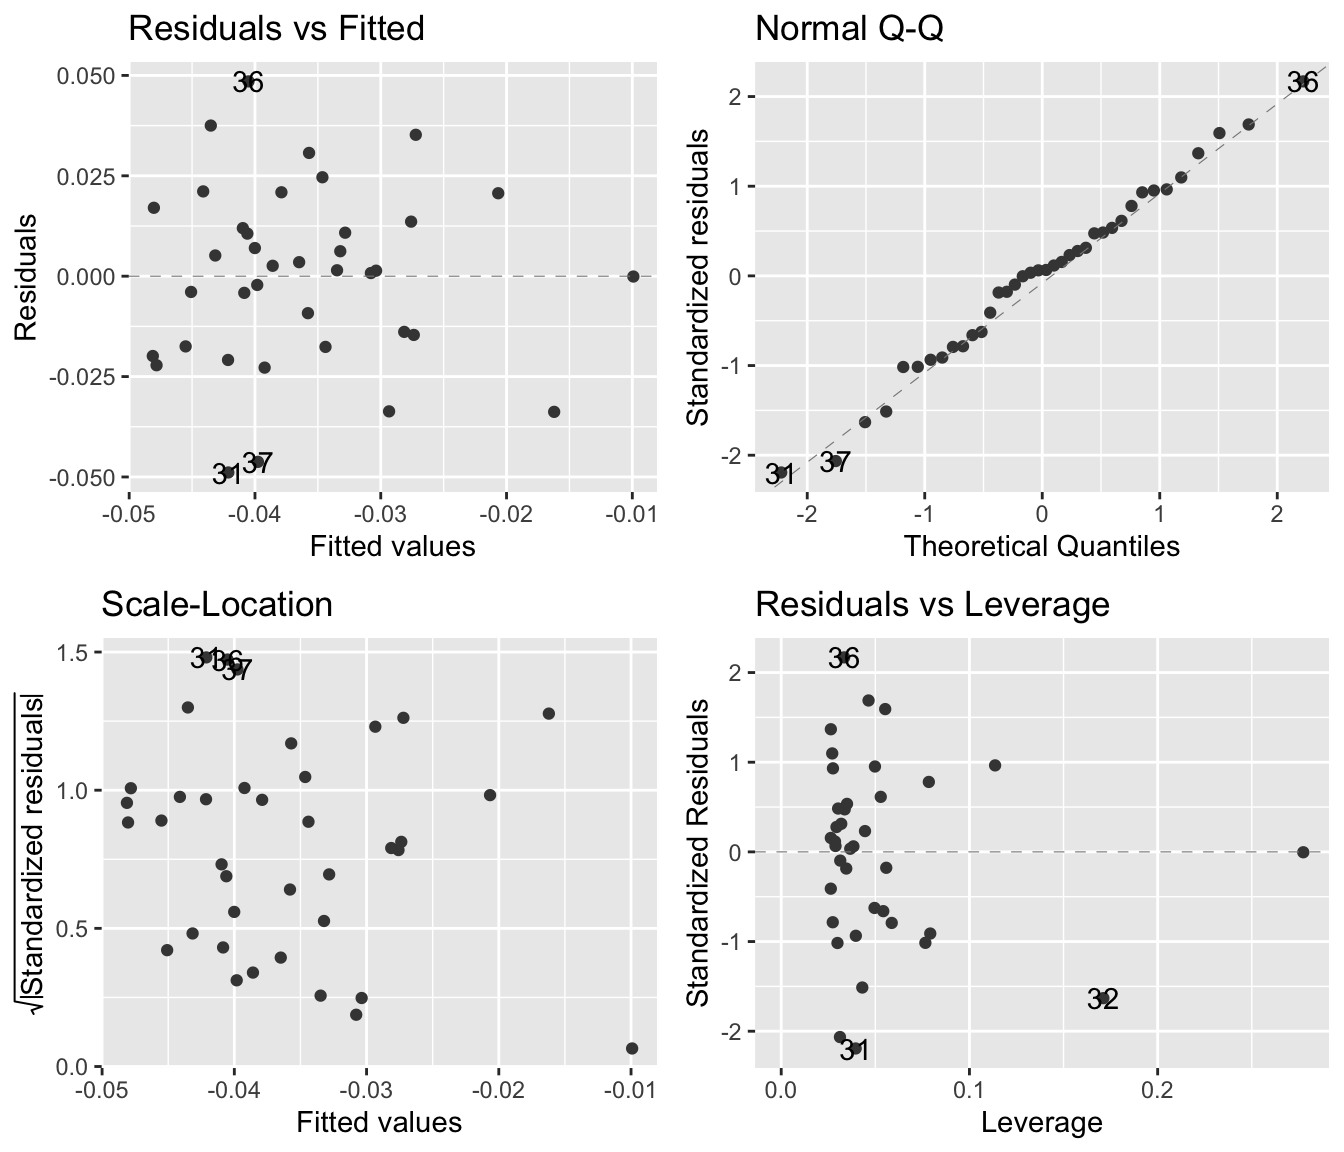 Residuals vs Fitted
Residuals
0.050
0.025
0.000
-0.025
-0.050
36
31
37
-0.05 -0.04 -0.03 -0.02 -0.01
Fitted values
Normal Q-Q
Standardized residuals
2
1
0
-1
-2
36
31
37
-2 -1 0 1 2
Theoretical Quantiles
Scale-Location
√|Standardized residuals|
1.5
1.0
0.5
0.0
31
36
37
-0.05 -0.04 -0.03 -0.02 -0.01
Fitted values
Residuals vs Leverage
Standardized Residuals
2
1
0
-1
-2
36
32
31
0.0 0.1 0.2
Leverage